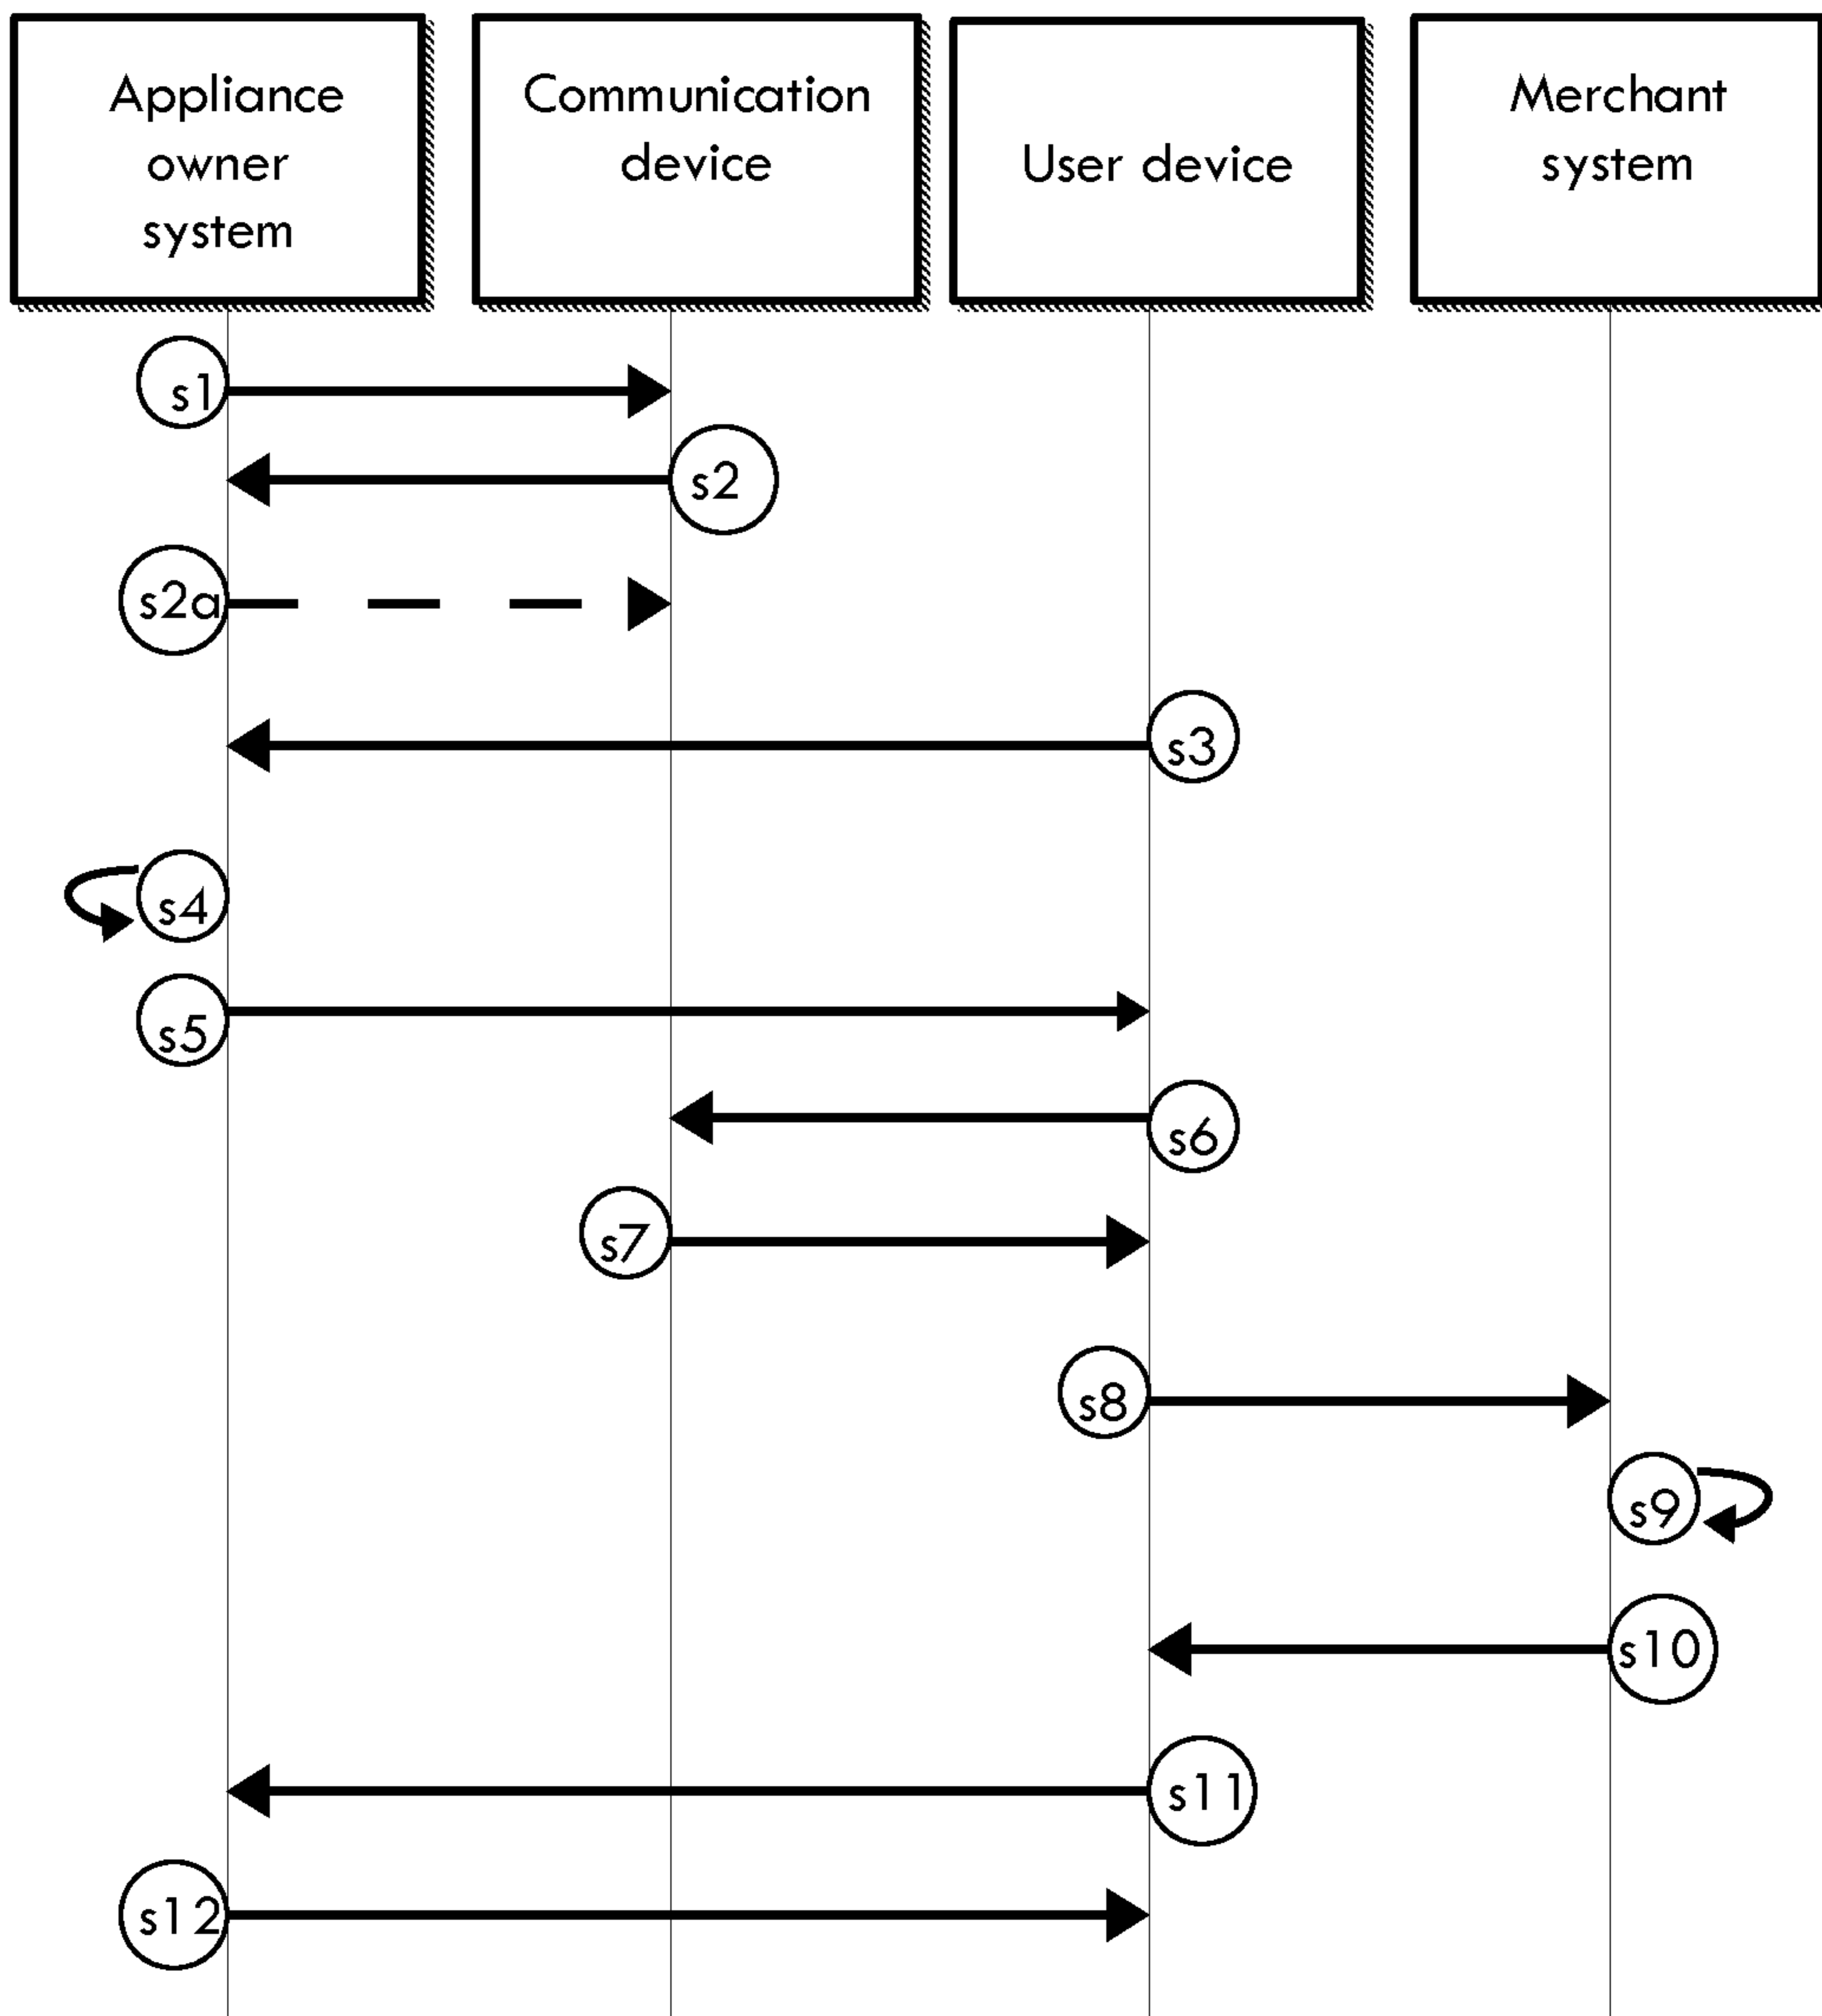 Appliance
owner
system
Communication
device
User device
Merchant
system
s1
s2
s2a
s3
s4
s5
s6
s7
s8
s9
s10
s11
s12